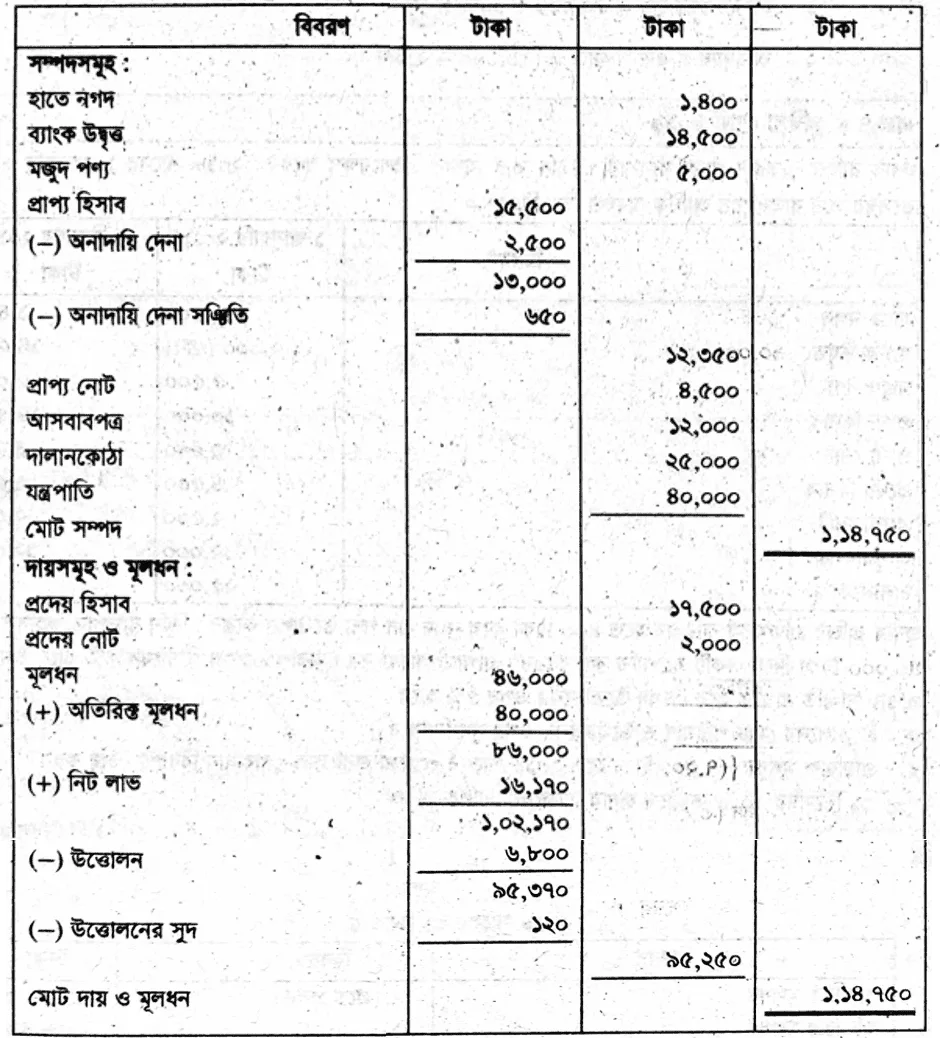 বিবরণ টাকা টাকা টাকা
সম্পদসমূহ :
হাতে নগদ ১,৪০০
ব্যাংক উদ্বৃত্ত ১৪,৫০০
মজুদ পণ্য ৫,০০০
প্রাপ্য হিসাব ১৫,৫০০
(–) অনাদায়ি দেনা ২,৫০০
১৩,০০০
(–) অনাদায়ি দেনা সঞ্চিতি ৬৫০
১২,৩৫০
প্রাপ্য নোট ৪,৫০০
আসবাবপত্র ১২,০০০
দালানকোঠা ২৫,০০০
যন্ত্রপাতি ৪০,০০০
মোট সম্পদ ১,১৪,৭৫০
দায়সমূহ ও মূলধন :
প্রদেয় হিসাব ১৭,৫০০
প্রদেয় নোট ২,০০০
মূলধন ৪৬,০০০
(+) অতিরিক্ত মূলধন ৪০,০০০
৮৬,০০০
(+) নিট লাভ ১৬,১৭০
১,০২,১৭০
(–) উত্তোলন ৬,৮০০
৯৫,৩৭০
(–) উত্তোলনের সুদ ১২০
৯৫,২৫০
মোট দায় ও মূলধন ১,১৪,৭৫০